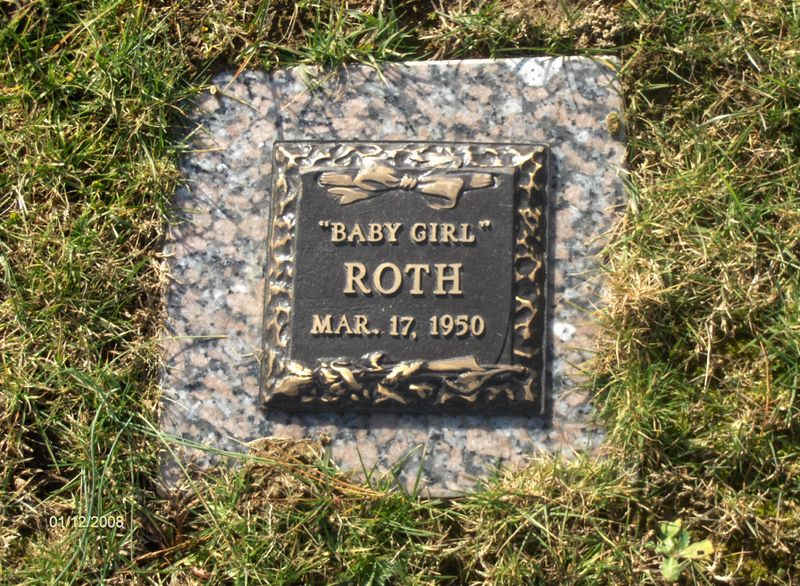 "BABY GIRL"
ROTH
MAR. 17, 1950
01/12/2008